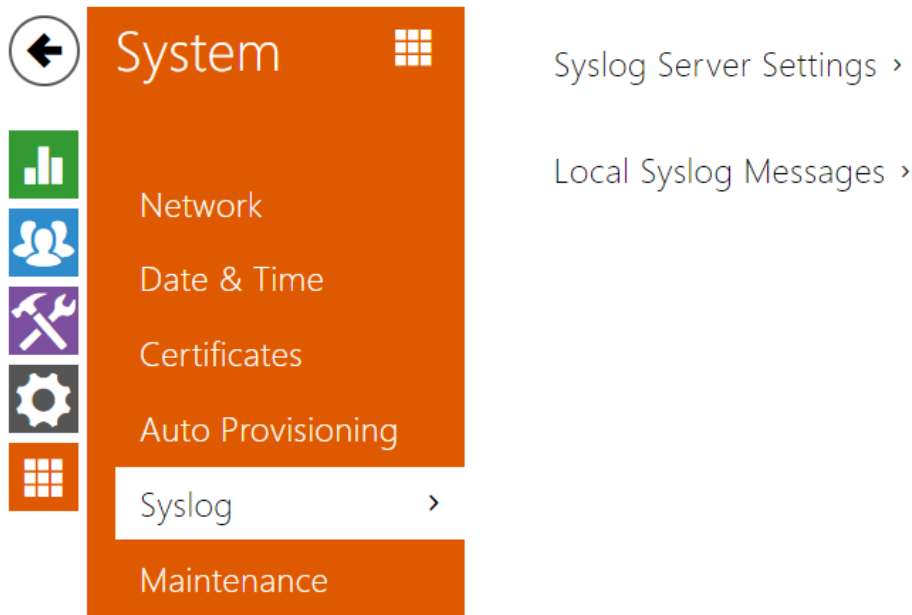 System
Network
Date & Time
Certificates
Auto Provisioning
Syslog
Maintenance
Syslog Server Settings
Local Syslog Messages